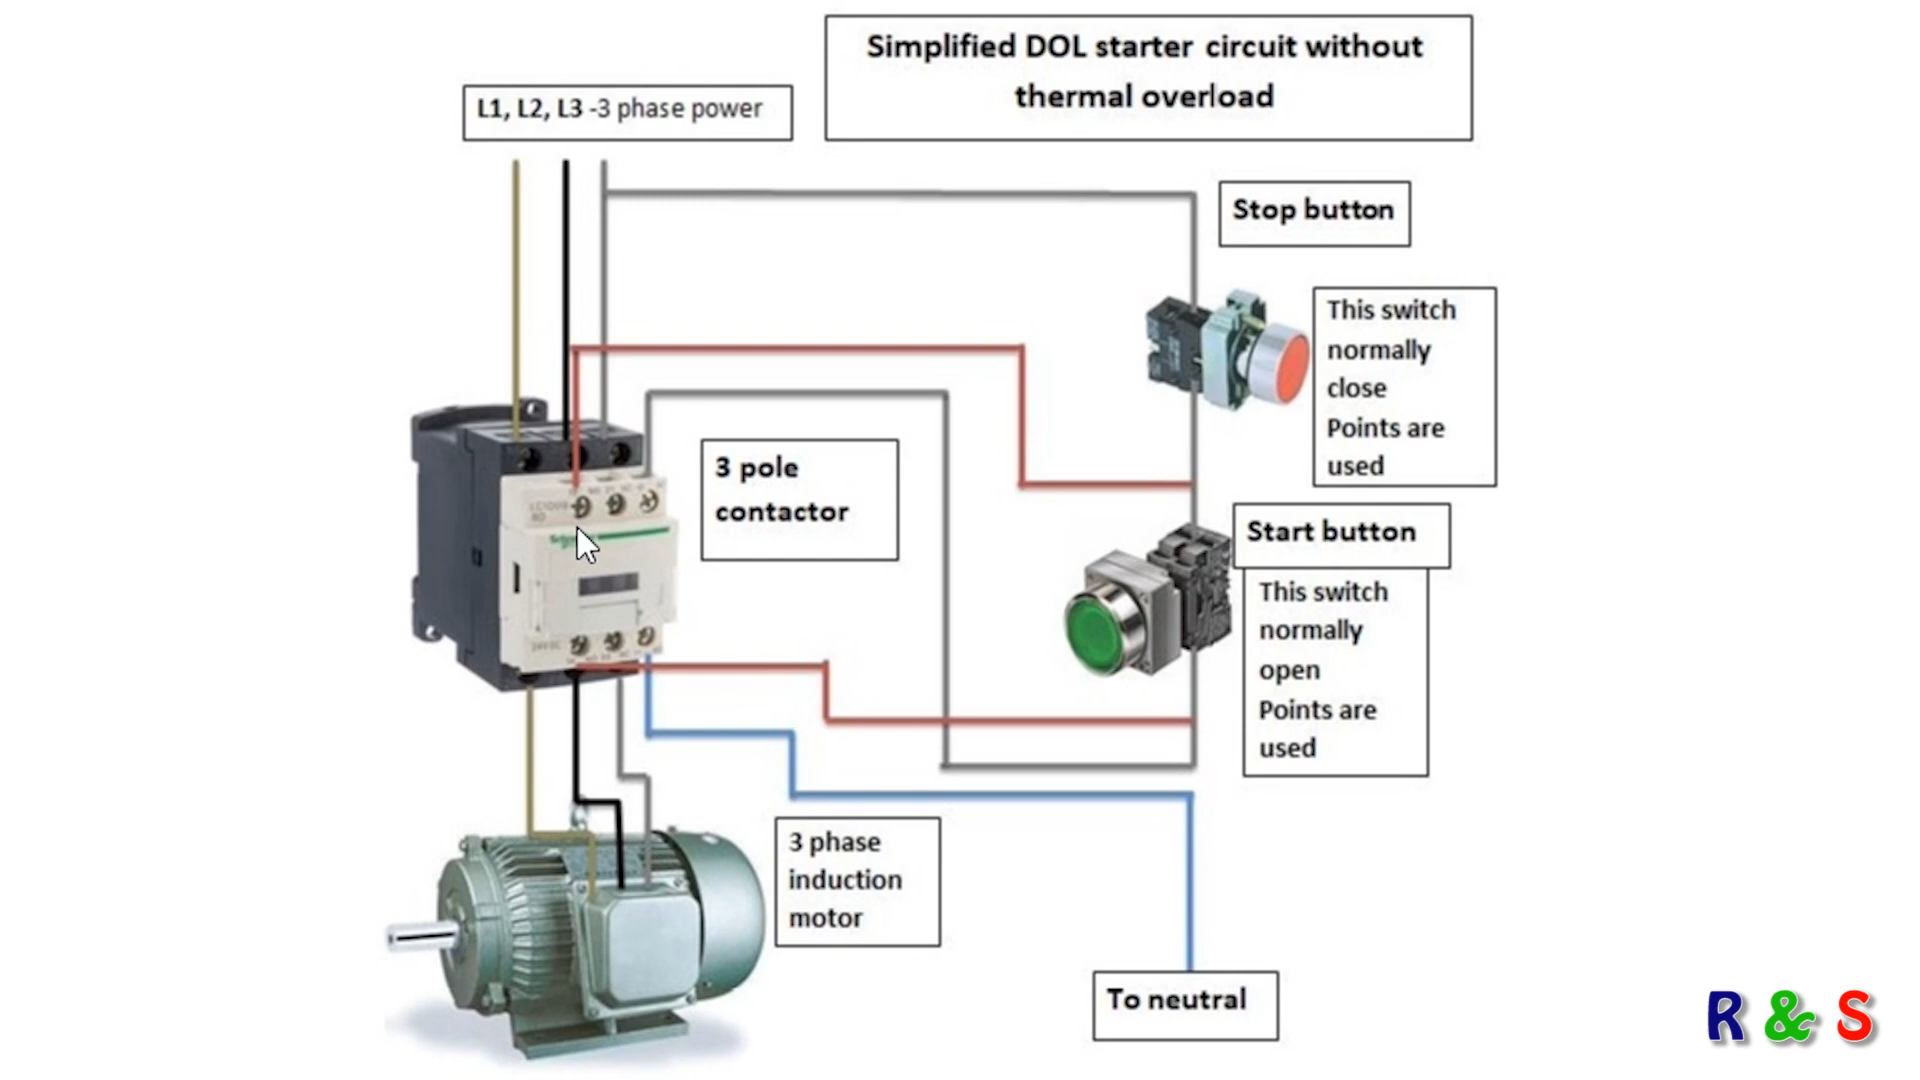 Simplified DOL starter circuit without
thermal overload
L1, L2, L3 -3 phase power
Stop button
This switch
normally
close
Points are
used
3 pole
contactor
Start button
This switch
normally
open
Points are
used
3 phase
induction
motor
To neutral
R & S